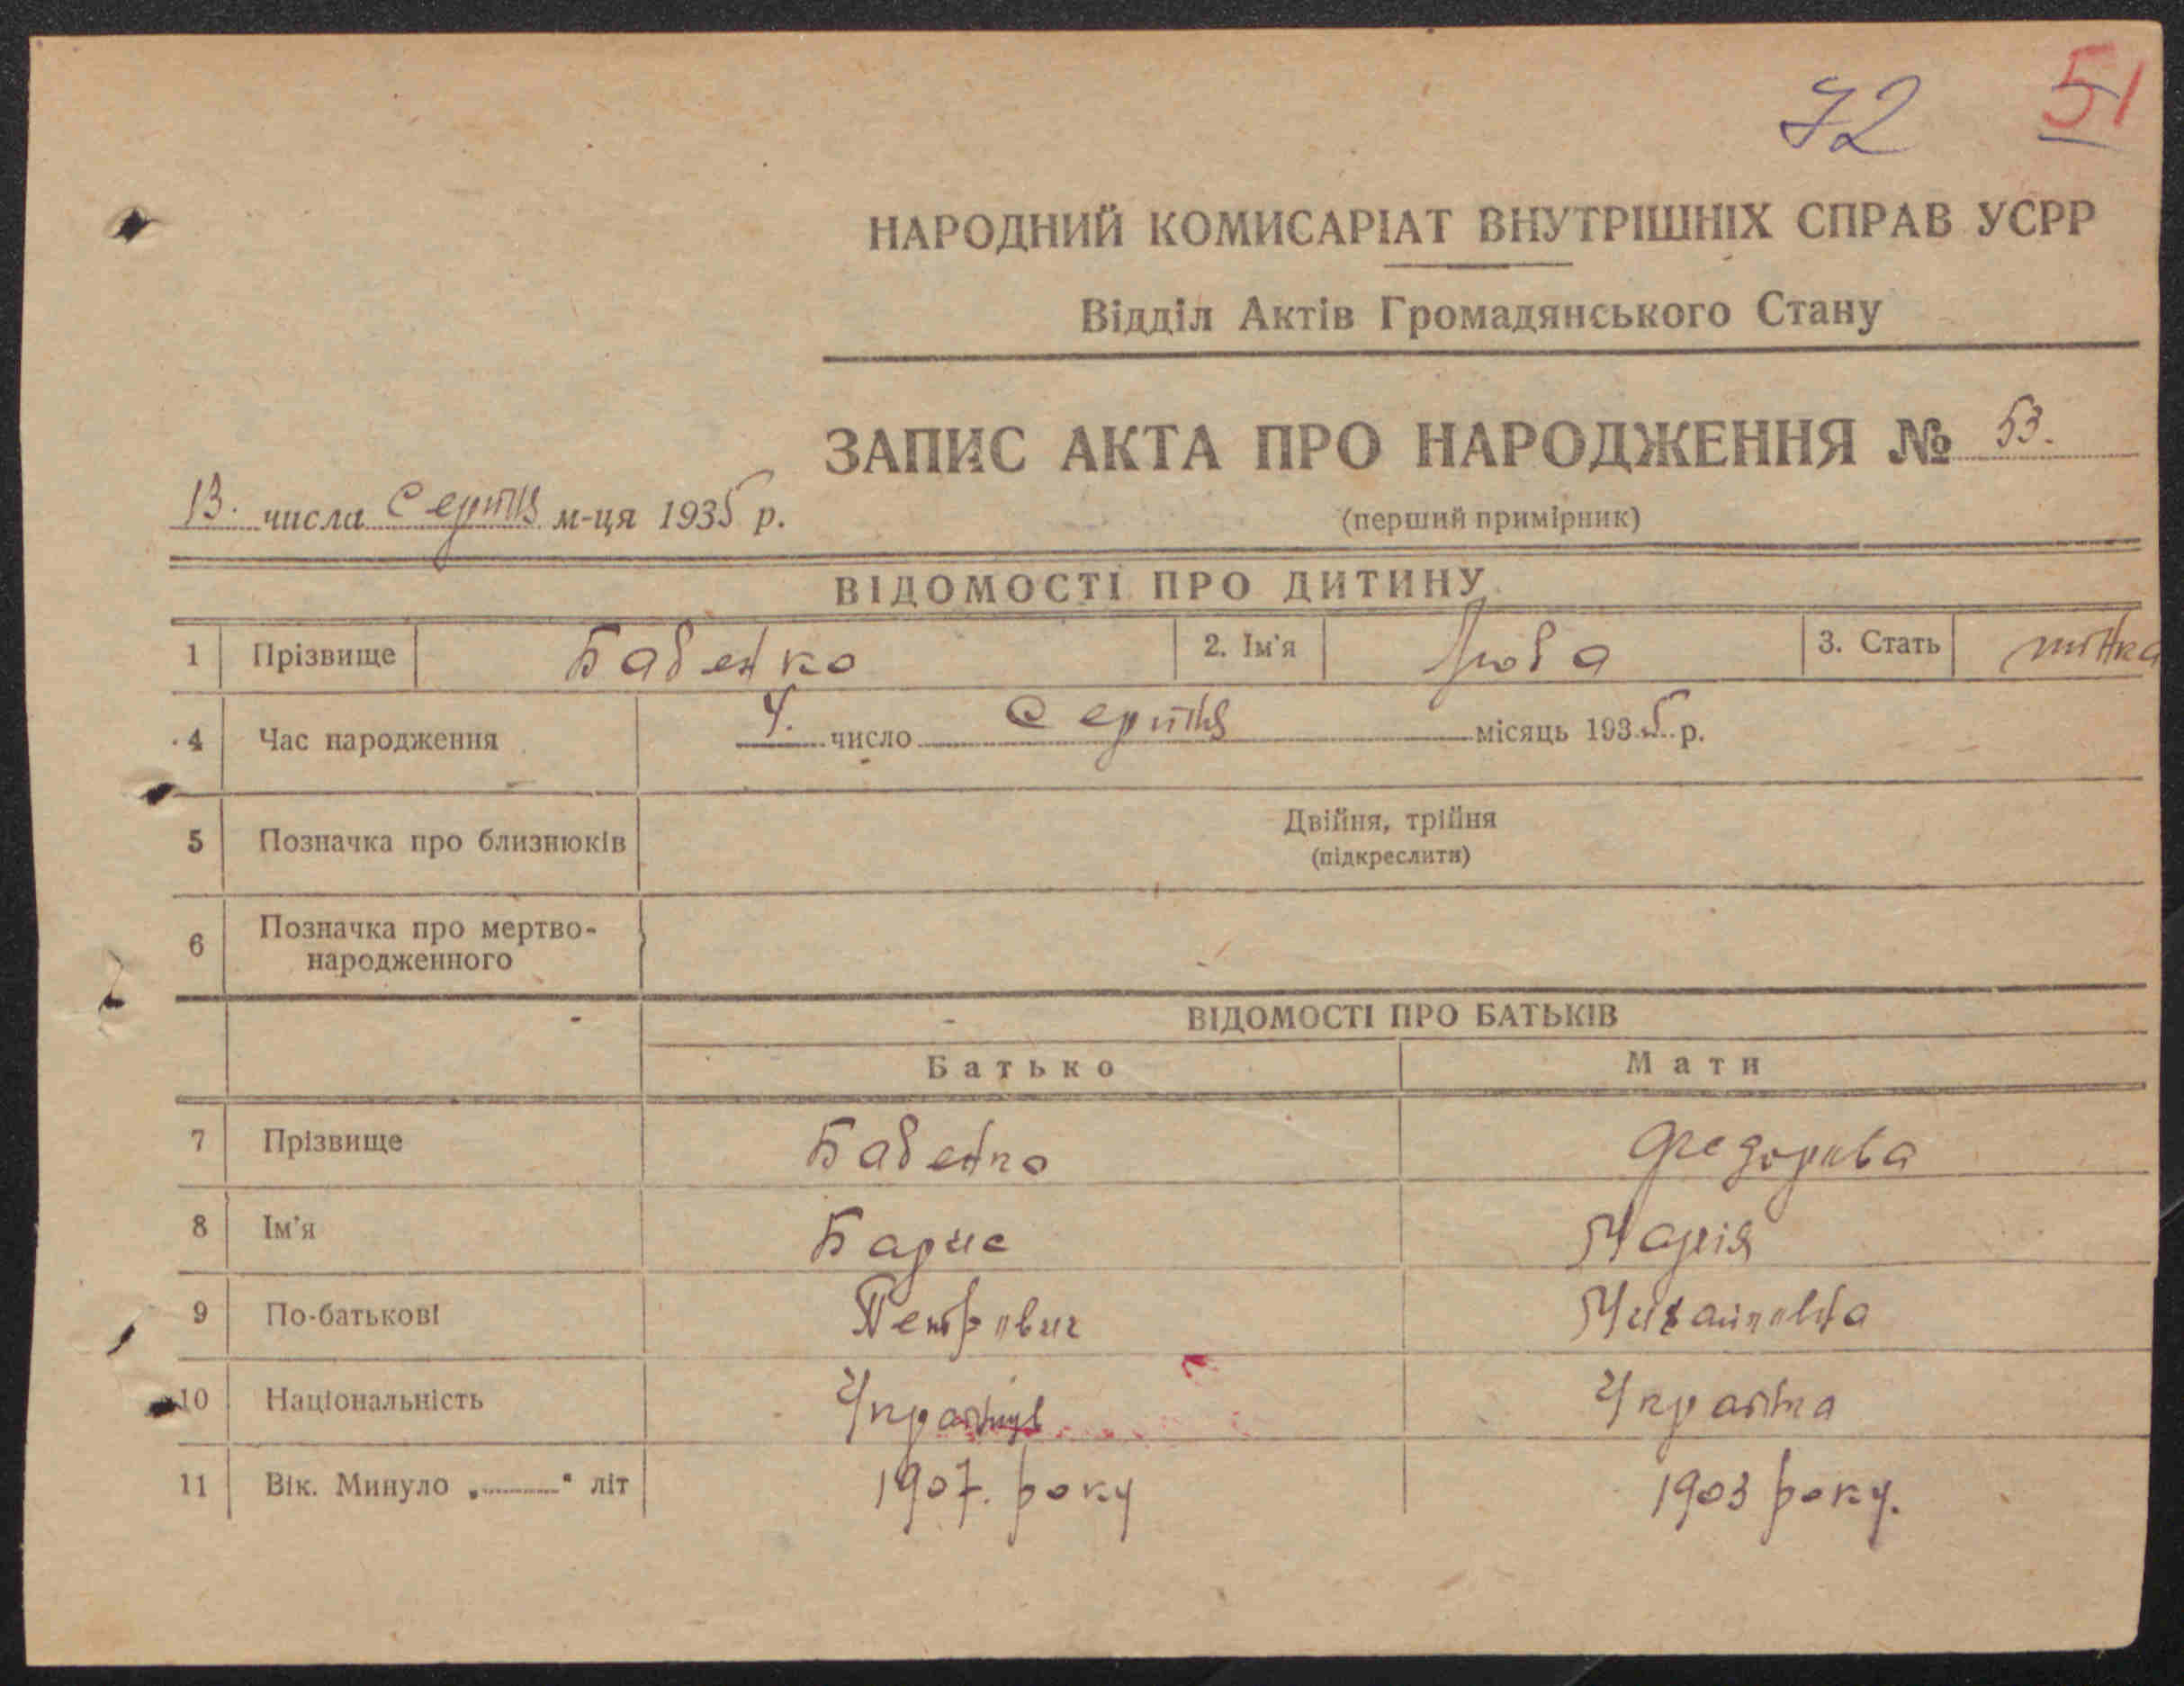 72 51
НАРОДНИЙ КОМИСАРІАТ ВНУТРІШНІХ СПРАВ УСРР
Відділ Актів Громадянського Стану
ЗАПИС АКТА ПРО НАРОДЖЕННЯ № 53.
13. числа Серпня м-ця 1935 р.
(перший примірник)
ВІДОМОСТІ ПРО ДИТИНУ
1 Прізвище Бабенко 2. Ім'я Люба 3. Стать
4 Час народження 4. число Серпня місяць 1935 р.
5 Позначка про близнюків Двійня, трійня
(підкреслити)
6 Позначка про мертво-
народженного
ВІДОМОСТІ ПРО БАТЬКІВ
Батько Мати
7 Прізвище Бабенко Федорова
8 Ім'я Барис Марія
9 По-батькові Петрович Михайловна
10 Національність
11 Вік. Минуло „ “ літ 1907. року 1903 року.